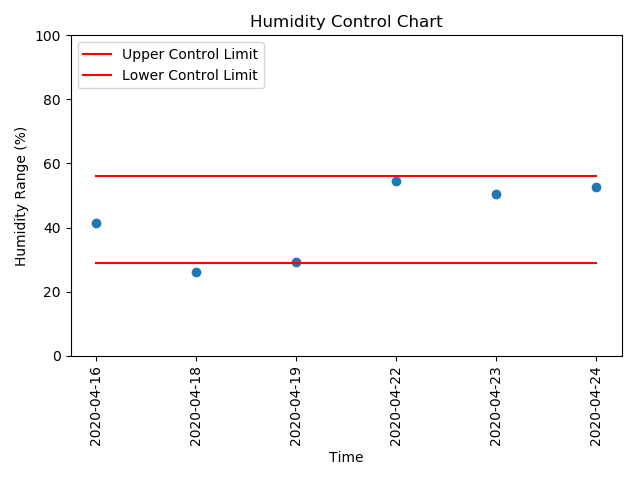 Humidity Control Chart
Upper Control Limit
Lower Control Limit
Humidity Range (%)
100
80
60
40
20
0
2020-04-16
2020-04-18
2020-04-19
2020-04-22
2020-04-23
2020-04-24
Time